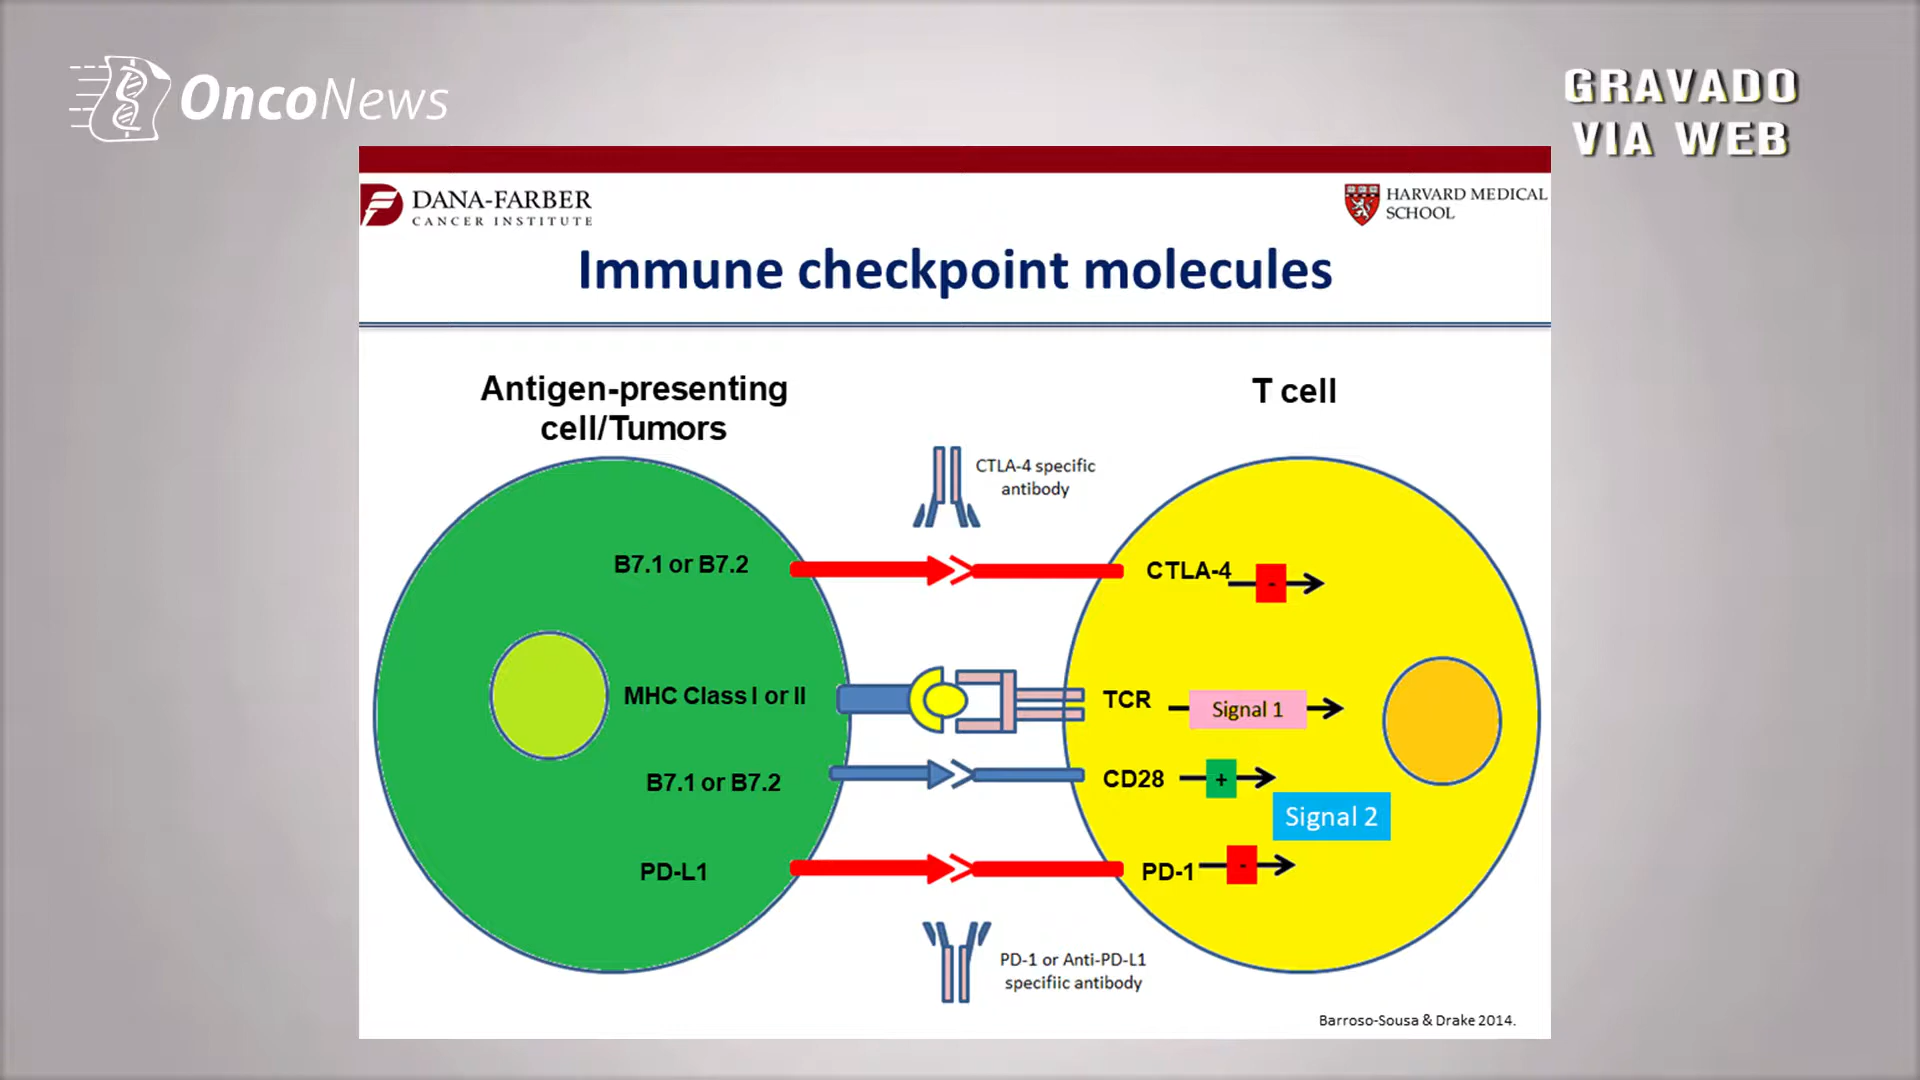 OncoNews
GRAVADO
VIA WEB
DANA-FARBER
CANCER INSTITUTE
HARVARD MEDICAL
SCHOOL
Immune checkpoint molecules
Antigen-presenting
cell/Tumors
T cell
CTLA-4 specific
antibody
B7.1 or B7.2
CTLA-4
-
MHC Class I or II
TCR
Signal 1
B7.1 or B7.2
CD28
+
Signal 2
PD-L1
PD-1
-
PD-1 or Anti-PD-L1
specifiic antibody
Barroso-Sousa & Drake 2014.